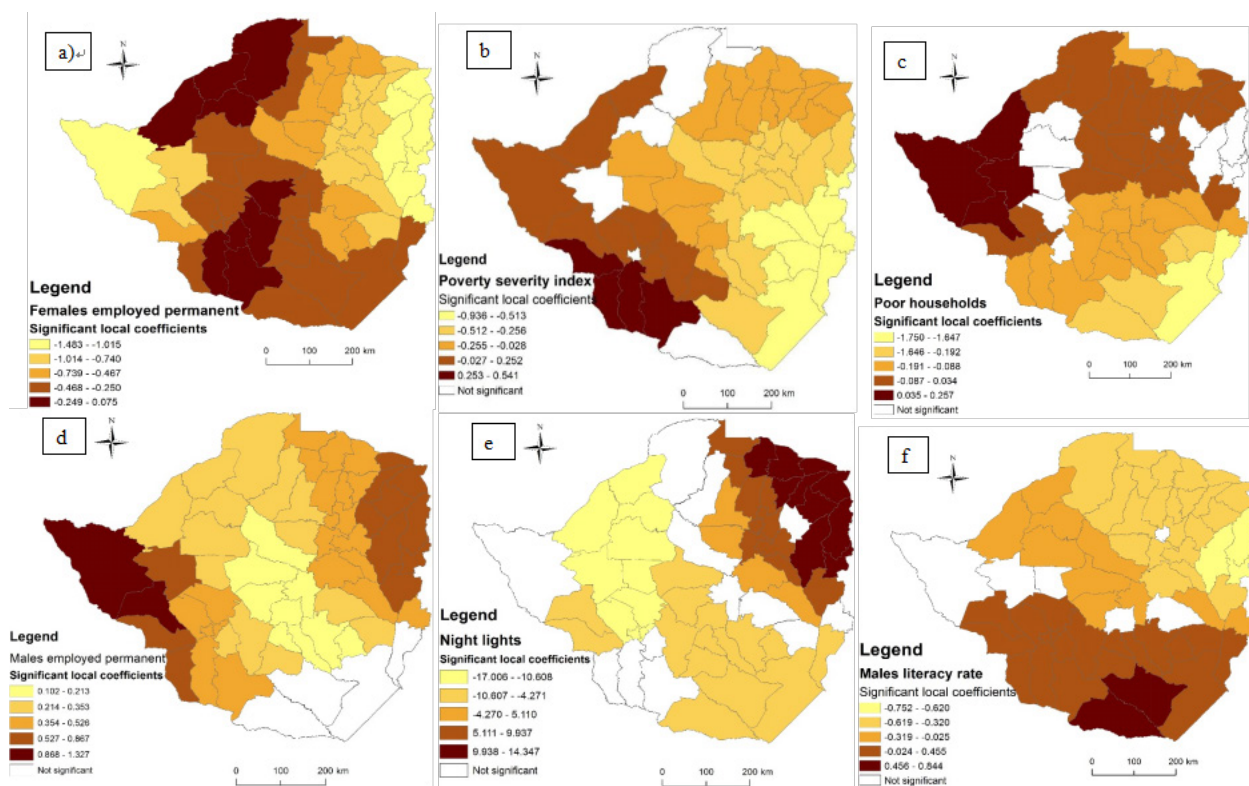 a)↵
N
Legend
Females employed permanent
Significant local coefficients
-1.483 - -1.015
-1.014 - -0.740
-0.739 - -0.467
-0.468 - -0.250
-0.249 - 0.075
0 100 200 km
b
N
Legend
Poverty severity index
Significant local coefficients
-0.936 - -0.513
-0.512 - -0.256
-0.255 - -0.028
-0.027 - 0.252
0.253 - 0.541
Not significant
0 100 200 km
c
N
Legend
Poor households
Significant local coefficients
-1.750 - -1.647
-1.646 - -0.192
-0.191 - -0.088
-0.087 - 0.034
0.035 - 0.257
Not significant
0 100 200 km
d
N
Legend
Males employed permanent
Significant local coefficients
0.102 - 0.213
0.214 - 0.353
0.354 - 0.526
0.527 - 0.867
0.868 - 1.327
Not significant
0 100 200 km
e
N
Legend
Night lights
Significant local coefficients
-17.006 - -10.608
-10.607 - -4.271
-4.270 - 5.110
5.111 - 9.937
9.938 - 14.347
Not significant
0 100 200 km
f
N
Legend
Males literacy rate
Significant local coefficients
-0.752 - -0.620
-0.619 - -0.320
-0.319 - -0.025
-0.024 - 0.455
0.456 - 0.844
Not significant
0 100 200 km